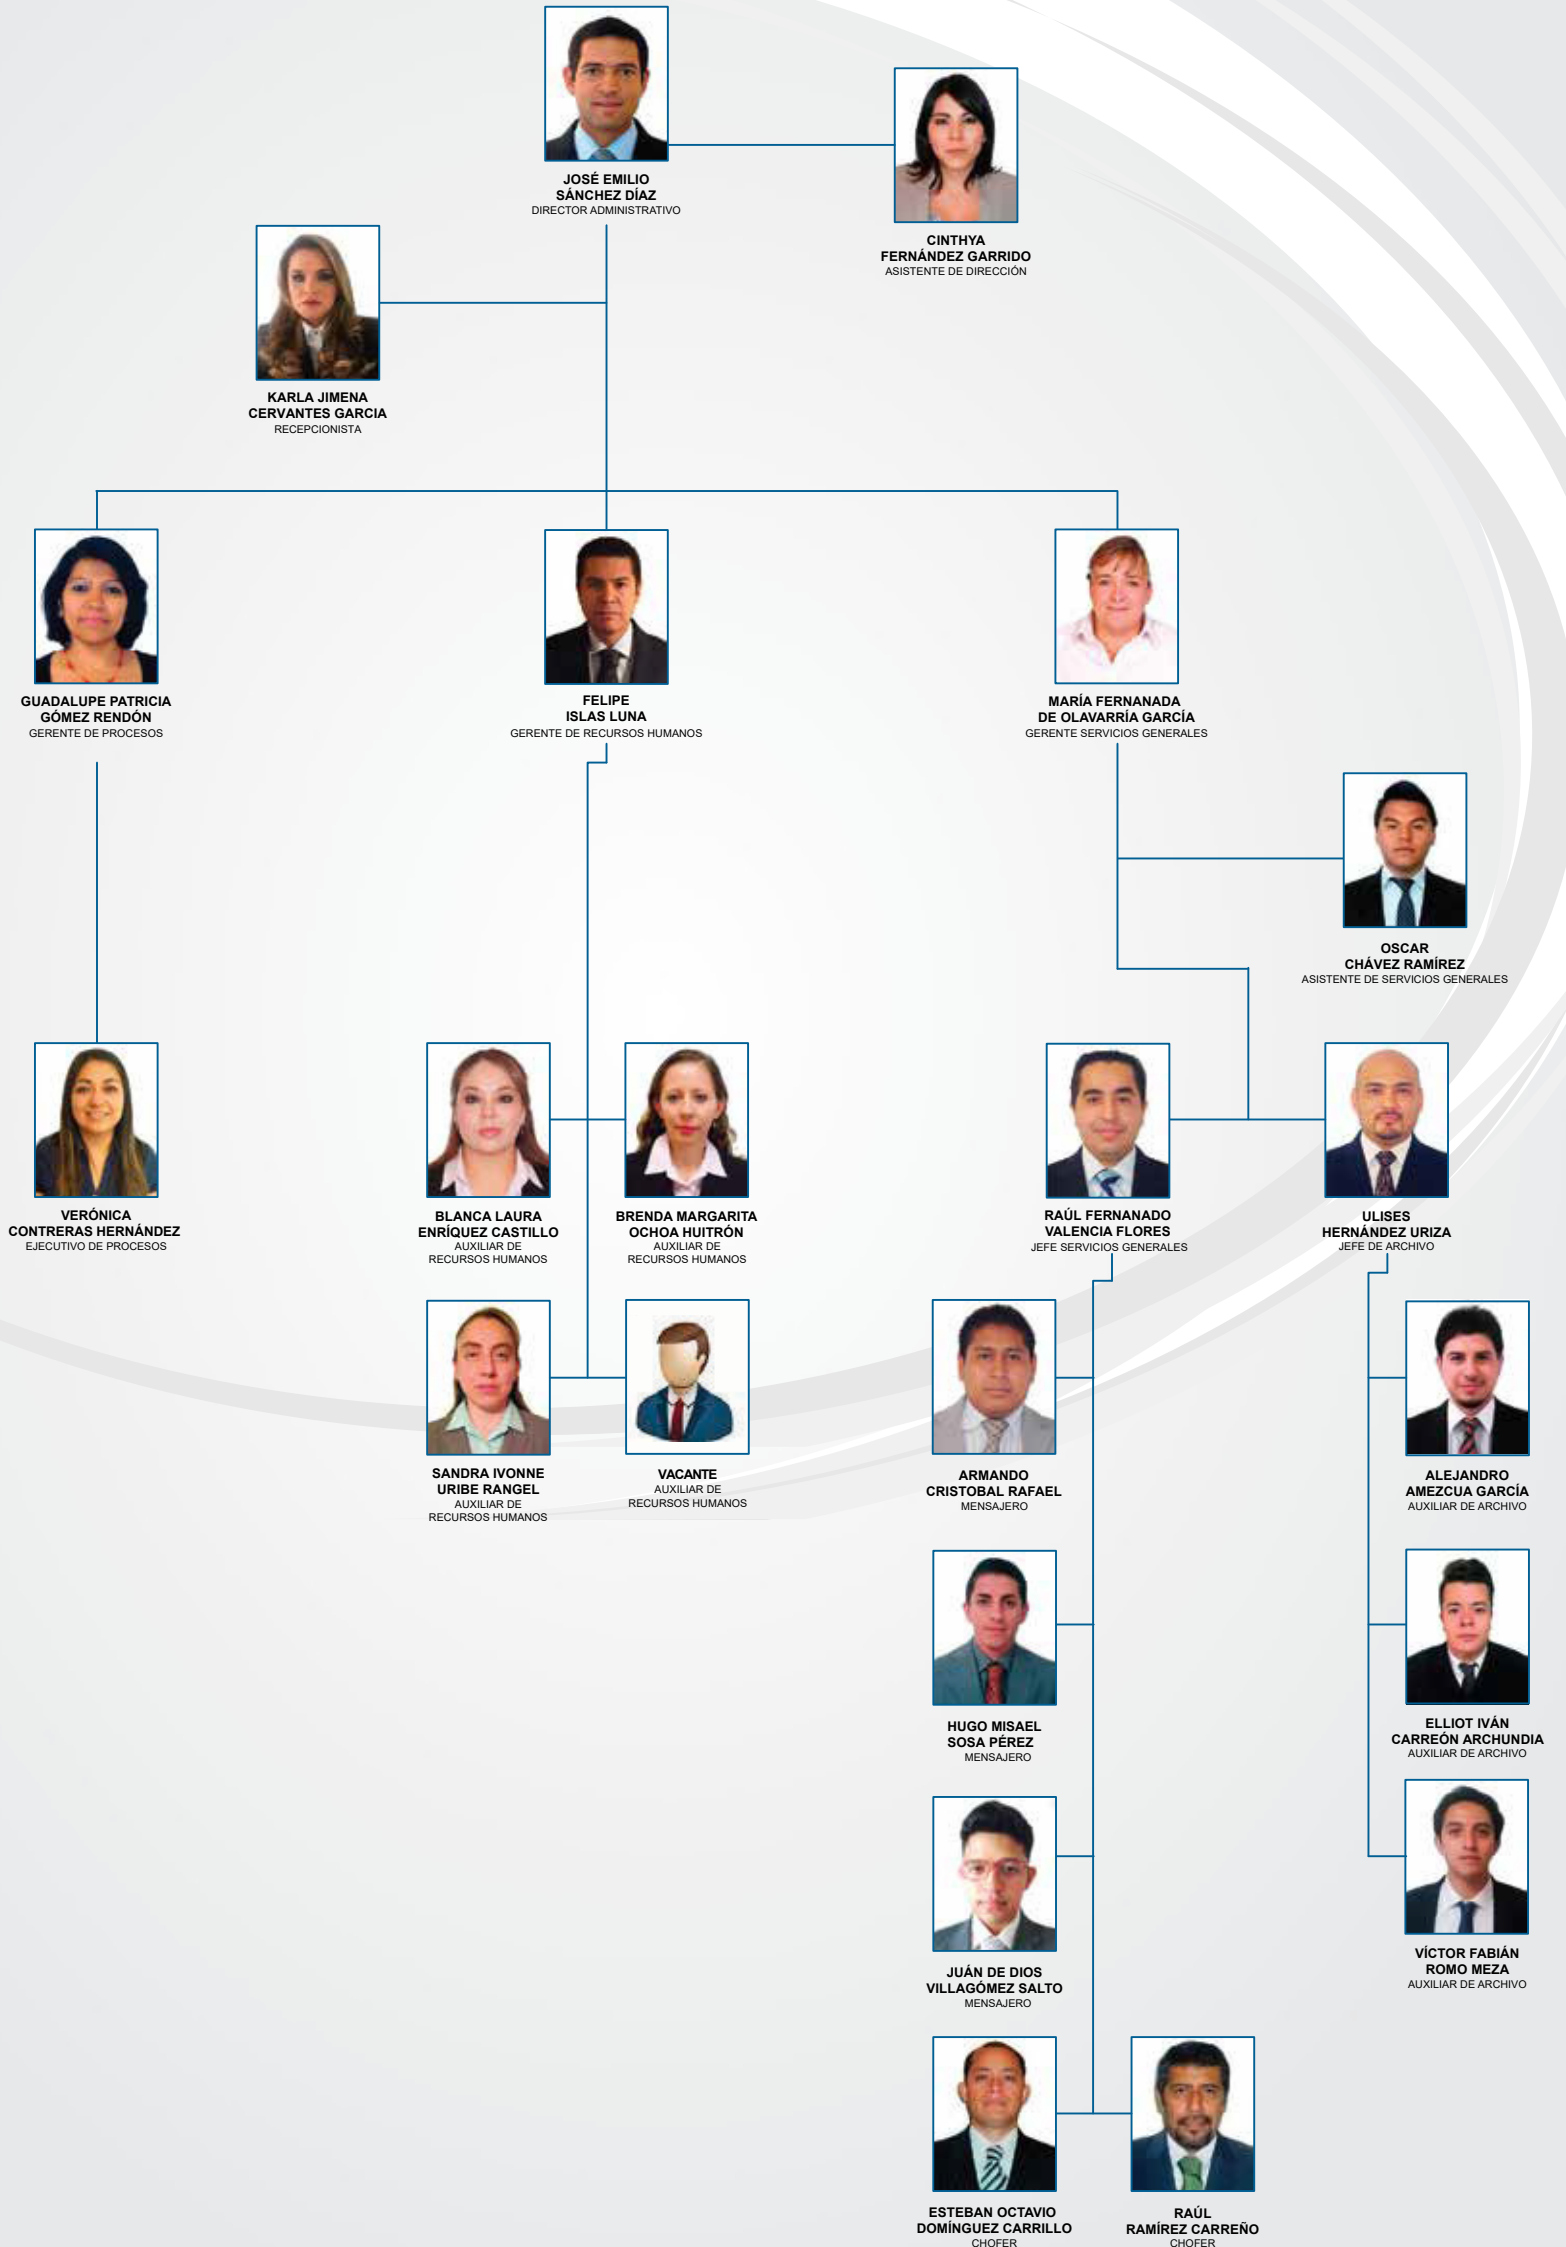 JOSÉ EMILIO
SÁNCHEZ DÍAZ
DIRECTOR ADMINISTRATIVO
CINTHYA
FERNÁNDEZ GARRIDO
ASISTENTE DE DIRECCIÓN
KARLA JIMENA
CERVANTES GARCIA
RECEPCIONISTA
GUADALUPE PATRICIA
GÓMEZ RENDÓN
GERENTE DE PROCESOS
FELIPE
ISLAS LUNA
GERENTE DE RECURSOS HUMANOS
MARÍA FERNANADA
DE OLAVARRÍA GARCÍA
GERENTE SERVICIOS GENERALES
OSCAR
CHÁVEZ RAMÍREZ
ASISTENTE DE SERVICIOS GENERALES
VERÓNICA
CONTRERAS HERNÁNDEZ
EJECUTIVO DE PROCESOS
BLANCA LAURA
ENRÍQUEZ CASTILLO
AUXILIAR DE
RECURSOS HUMANOS
BRENDA MARGARITA
OCHOA HUITRÓN
AUXILIAR DE
RECURSOS HUMANOS
RAÚL FERNANADO
VALENCIA FLORES
JEFE SERVICIOS GENERALES
ULISES
HERNÁNDEZ URIZA
JEFE DE ARCHIVO
SANDRA IVONNE
URIBE RANGEL
AUXILIAR DE
RECURSOS HUMANOS
VACANTE
AUXILIAR DE
RECURSOS HUMANOS
ARMANDO
CRISTOBAL RAFAEL
MENSAJERO
ALEJANDRO
AMEZCUA GARCÍA
AUXILIAR DE ARCHIVO
HUGO MISAEL
SOSA PÉREZ
MENSAJERO
ELLIOT IVÁN
CARREÓN ARCHUNDIA
AUXILIAR DE ARCHIVO
JUÁN DE DIOS
VILLAGÓMEZ SALTO
MENSAJERO
VÍCTOR FABIÁN
ROMO MEZA
AUXILIAR DE ARCHIVO
ESTEBAN OCTAVIO
DOMÍNGUEZ CARRILLO
CHOFER
RAÚL
RAMÍREZ CARREÑO
CHOFER